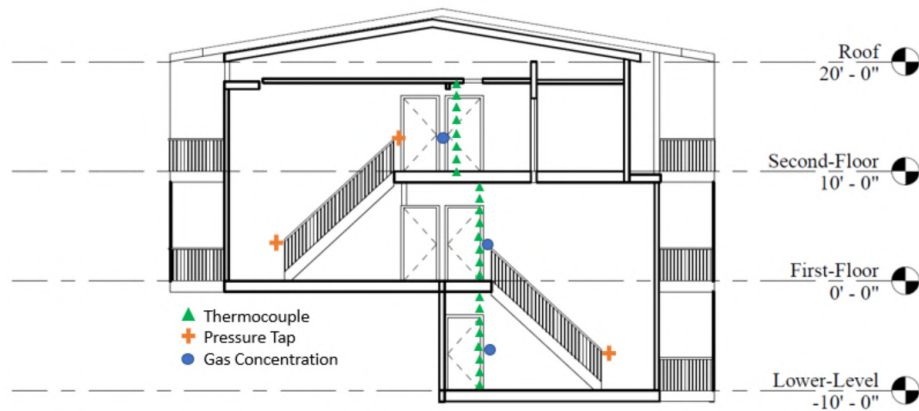 Roof
20' - 0"
Second-Floor
10' - 0"
First-Floor
0' - 0"
Thermocouple
Pressure Tap
Gas Concentration
Lower-Level
-10' - 0"